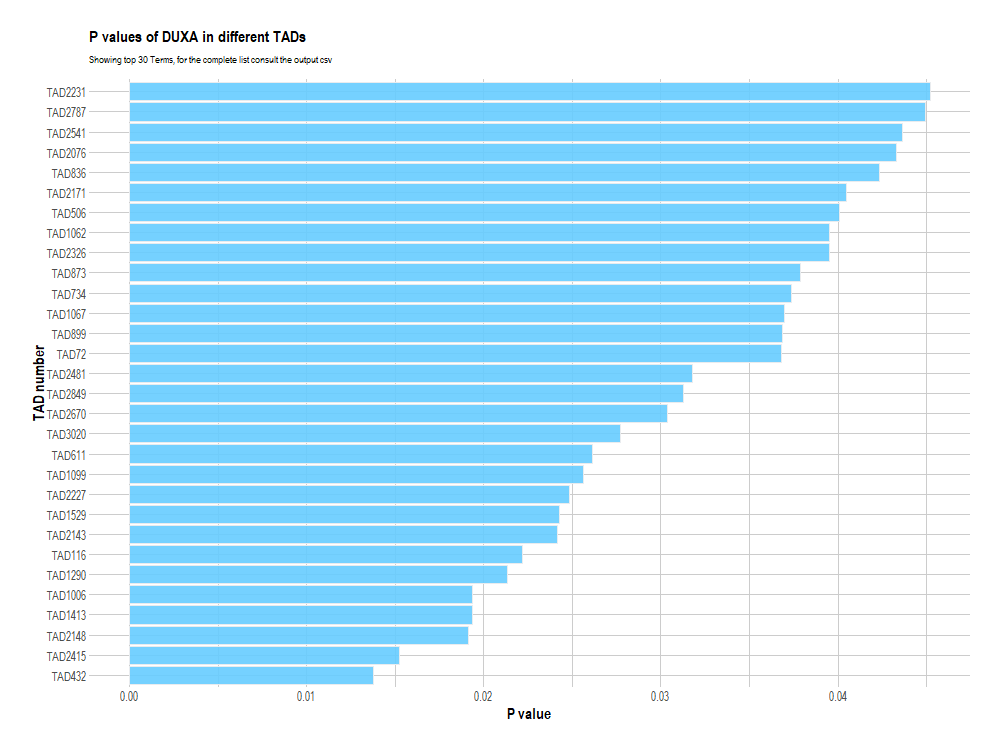 P values of DUXA in different TADs
Showing top 30 Terms, for the complete list consult the output csv
TAD number
TAD2231
TAD2787
TAD2541
TAD2076
TAD836
TAD2171
TAD506
TAD1062
TAD2326
TAD873
TAD734
TAD1067
TAD899
TAD72
TAD2481
TAD2849
TAD2670
TAD3020
TAD611
TAD1099
TAD2227
TAD1529
TAD2143
TAD116
TAD1290
TAD1006
TAD1413
TAD2148
TAD2415
TAD432
0.00 0.01 0.02 0.03 0.04
P value